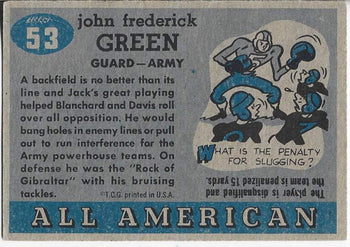 53
john frederick
GREEN
GUARD—ARMY
A backfield is no better than its
line and Jack's great playing
helped Blanchard and Davis roll
over all opposition. He would
bang holes in enemy lines or pull
out to run interference for the
Army powerhouse teams. On
defense he was the "Rock of
Gibraltar" with his bruising
tackles.
©T.C.G. printed in U.S.A.
WHAT IS THE PENALTY
FOR SLUGGING?
The player is disqualified and
the team is penalized 15 yards.
ALL AMERICAN